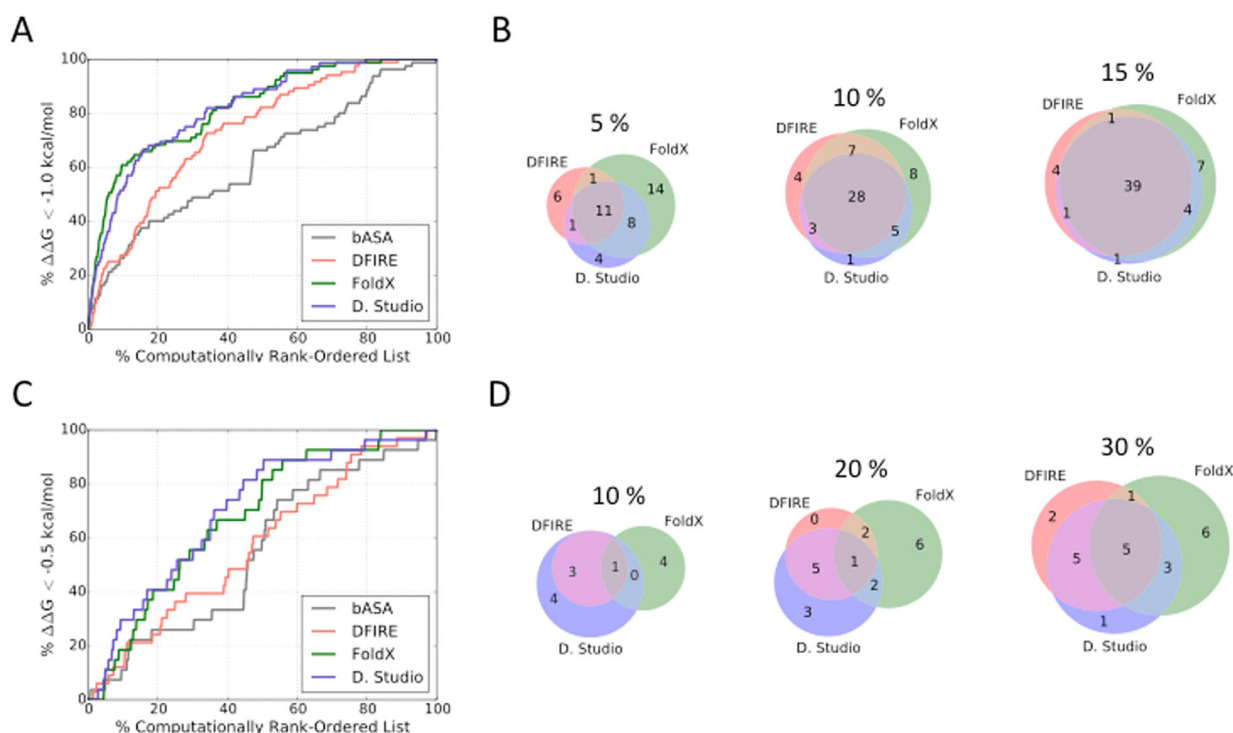 A
B
100
80
60
40
20
0
% ΔΔG < -1.0 kcal/mol
bASA
DFIRE
FoldX
D. Studio
0 20 40 60 80 100
% Computationally Rank-Ordered List
5 %
DFIRE
FoldX
6
1
14
11
1
8
4
D. Studio
10 %
DFIRE
FoldX
4
7
8
28
3
5
1
D. Studio
15 %
DFIRE
FoldX
1
4
7
39
1
4
1
D. Studio
C
D
100
80
60
40
20
0
% ΔΔG < -0.5 kcal/mol
bASA
DFIRE
FoldX
D. Studio
0 20 40 60 80 100
% Computationally Rank-Ordered List
10 %
DFIRE
FoldX
3
1
0
4
4
D. Studio
20 %
DFIRE
FoldX
0
2
6
5
1
2
3
D. Studio
30 %
DFIRE
FoldX
2
1
6
5
5
3
1
D. Studio